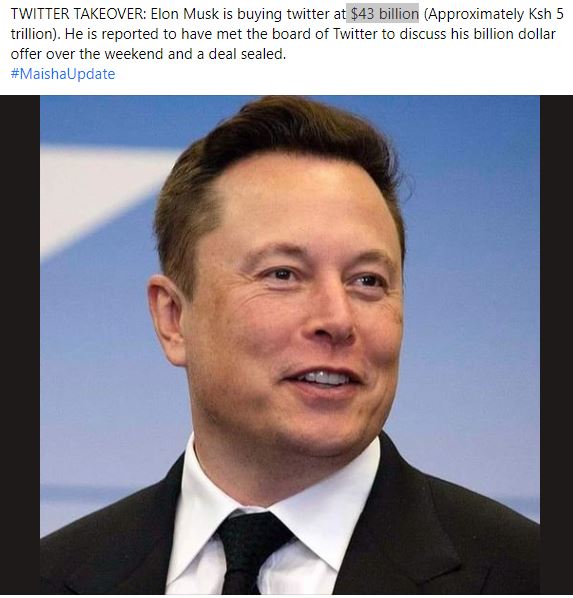 TWITTER TAKEOVER: Elon Musk is buying twitter at $43 billion (Approximately Ksh 5
trillion). He is reported to have met the board of Twitter to discuss his billion dollar
offer over the weekend and a deal sealed.
#MaishaUpdate